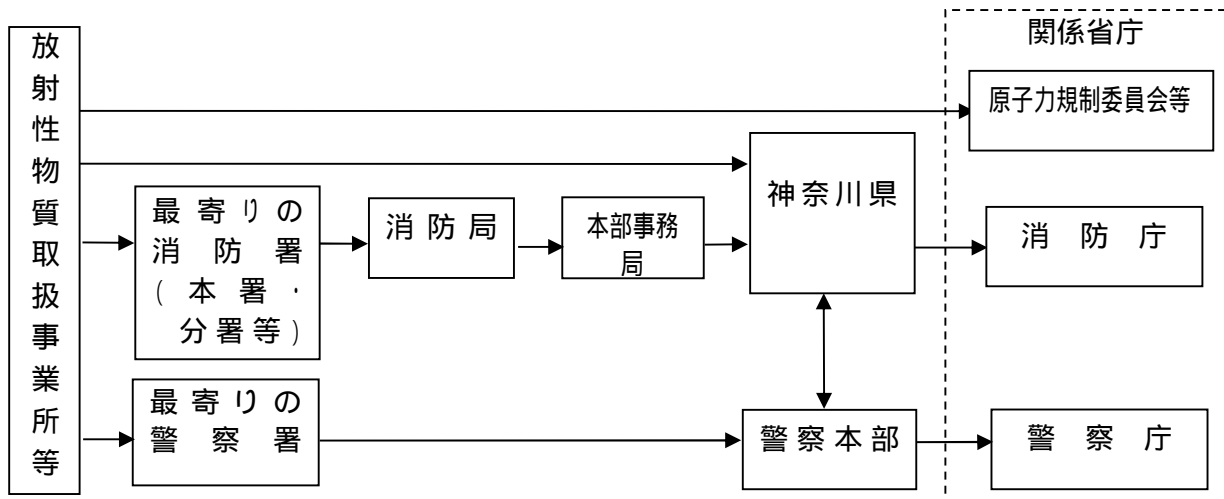 放射性物質取扱事業所等
関係省庁
原子力規制委員会等
神奈川県
最寄りの
消防署
(本署・
分署等)
消防局
本部事務
局
消防庁
最寄りの
警察署
警察本部
警察庁